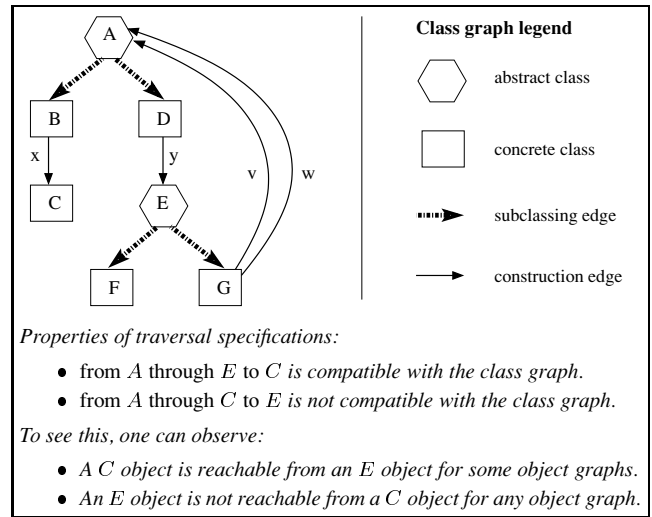 A
B
D
x
y
C
E
v
w
F
G
Class graph legend
abstract class
concrete class
subclassing edge
construction edge
Properties of traversal specifications:
• from A through E to C is compatible with the class graph.
• from A through C to E is not compatible with the class graph.
To see this, one can observe:
• A C object is reachable from an E object for some object graphs.
• An E object is not reachable from a C object for any object graph.